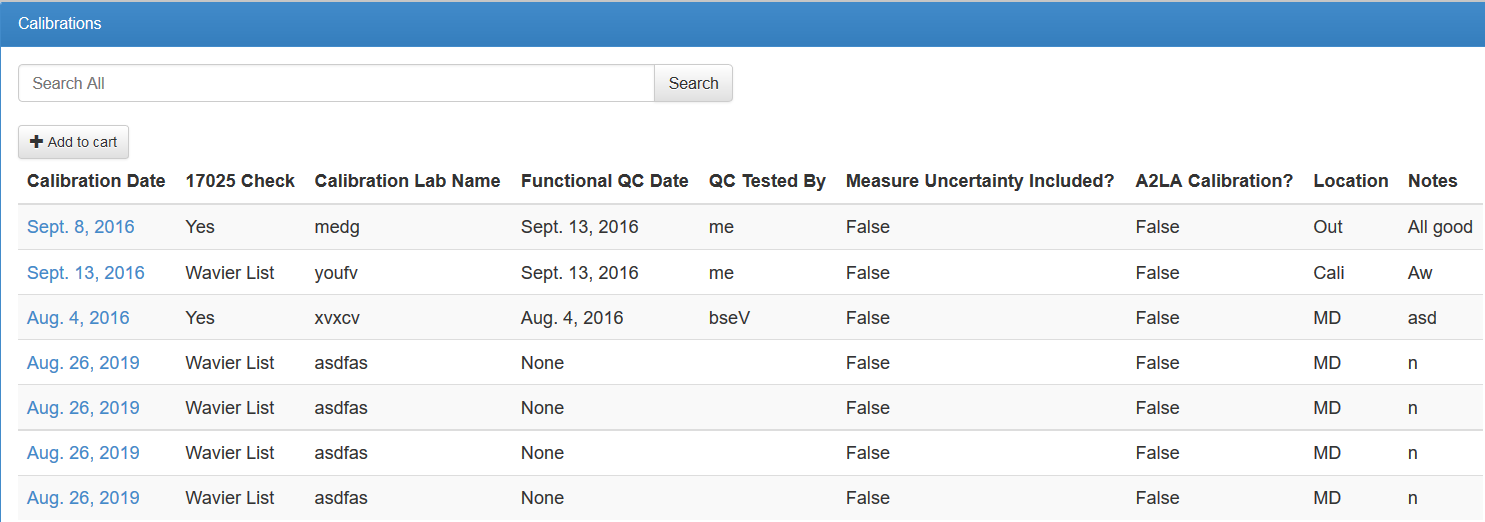 Calibrations
Search All Search
Add to cart
Calibration Date 17025 Check Calibration Lab Name Functional QC Date QC Tested By Measure Uncertainty Included? A2LA Calibration? Location Notes
Sept. 8, 2016 Yes medg Sept. 13, 2016 me False False Out All good
Sept. 13, 2016 Wavier List youfv Sept. 13, 2016 me False False Cali Aw
Aug. 4, 2016 Yes xvxcv Aug. 4, 2016 bseV False False MD asd
Aug. 26, 2019 Wavier List asdfas None False False MD n
Aug. 26, 2019 Wavier List asdfas None False False MD n
Aug. 26, 2019 Wavier List asdfas None False False MD n
Aug. 26, 2019 Wavier List asdfas None False False MD n